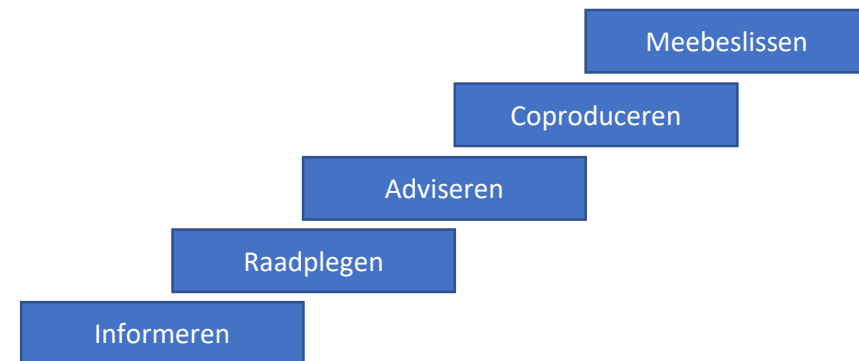 Meebeslissen
Coproduceren
Adviseren
Raadplegen
Informeren